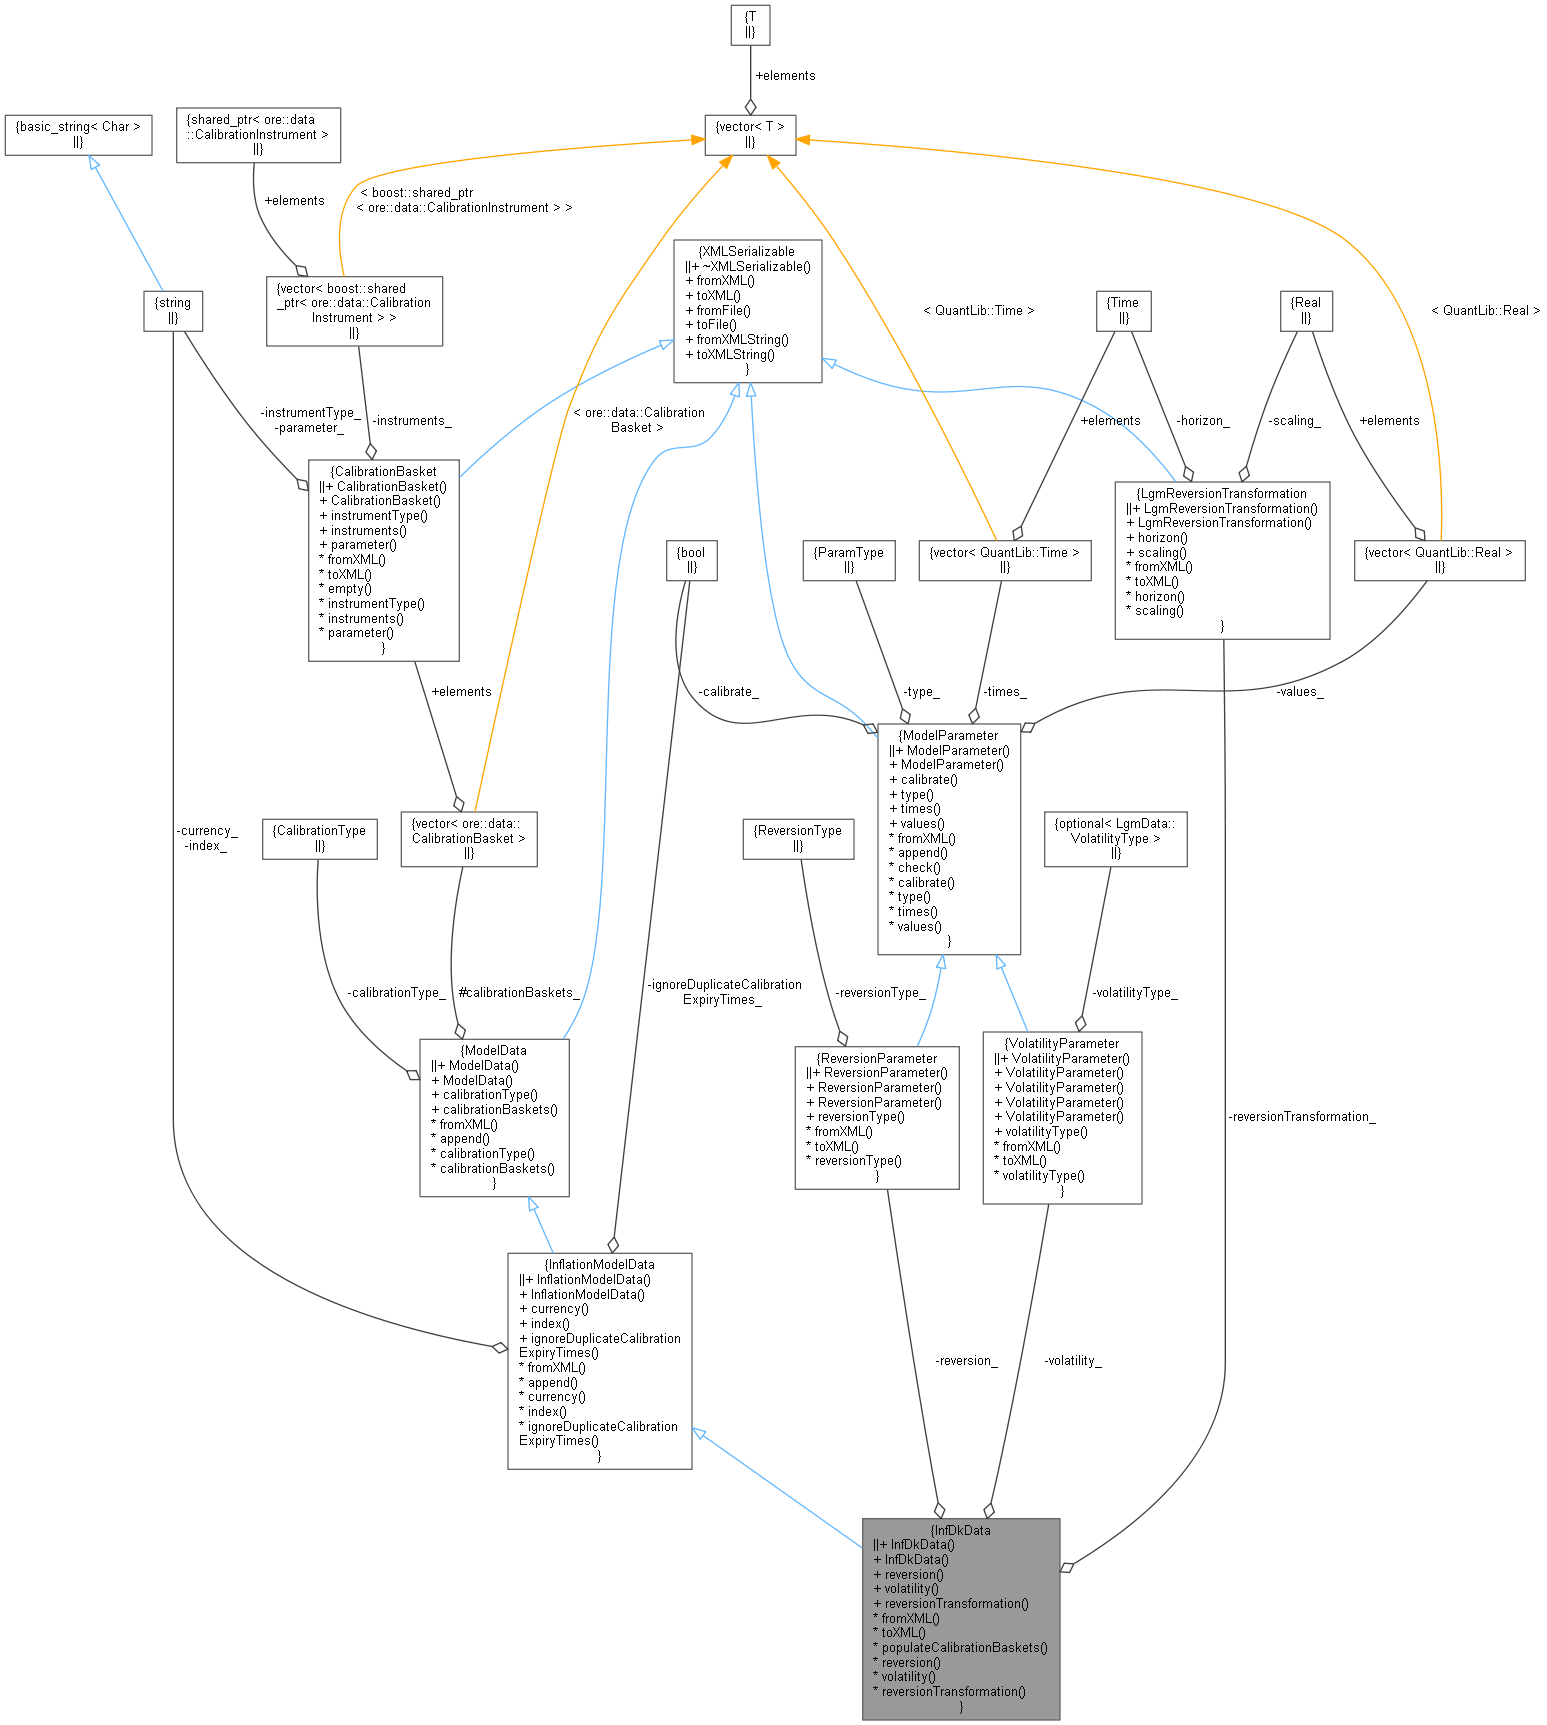 {T
||}
+elements
{basic_string< Char >
||}
{shared_ptr< ore::data
::CalibrationInstrument >
||}
{vector< T >
||}
+elements
< boost::shared_ptr
< ore::data::CalibrationInstrument > >
{XMLSerializable
||+ ~XMLSerializable()
+ fromXML()
+ toXML()
+ fromFile()
+ toFile()
+ fromXMLString()
+ toXMLString()
}
{string
||}
{vector< boost::shared
_ptr< ore::data::Calibration
Instrument > >
||}
< QuantLib::Time >
{Time
||}
{Real
||}
< QuantLib::Real >
-instrumentType_
-parameter_
-instruments_
< ore::data::Calibration
Basket >
+elements
-horizon_
-scaling_
+elements
{CalibrationBasket
||+ CalibrationBasket()
+ CalibrationBasket()
+ instrumentType()
+ instruments()
+ parameter()
* fromXML()
* toXML()
* empty()
* instrumentType()
* instruments()
* parameter()
}
{bool
||}
{ParamType
||}
{vector< QuantLib::Time >
||}
{LgmReversionTransformation
||+ LgmReversionTransformation()
+ LgmReversionTransformation()
+ horizon()
+ scaling()
* fromXML()
* toXML()
* horizon()
* scaling()
}
{vector< QuantLib::Real >
||}
+elements
-calibrate_
-type_
-times_
-values_
{ModelParameter
||+ ModelParameter()
+ ModelParameter()
+ calibrate()
+ type()
+ times()
+ values()
* fromXML()
* append()
* check()
* calibrate()
* type()
* times()
* values()
}
-currency_
-index_
{CalibrationType
||}
{vector< ore::data::
CalibrationBasket >
||}
{ReversionType
||}
{optional< LgmData::
VolatilityType >
||}
-calibrationType_
#calibrationBaskets_
-ignoreDuplicateCalibration
ExpiryTimes_
-reversionType_
-volatilityType_
{ModelData
||+ ModelData()
+ ModelData()
+ calibrationType()
+ calibrationBaskets()
* fromXML()
* append()
* calibrationType()
* calibrationBaskets()
}
{ReversionParameter
||+ ReversionParameter()
+ ReversionParameter()
+ ReversionParameter()
+ reversionType()
* fromXML()
* toXML()
* reversionType()
}
{VolatilityParameter
||+ VolatilityParameter()
+ VolatilityParameter()
+ VolatilityParameter()
+ VolatilityParameter()
+ VolatilityParameter()
+ volatilityType()
* fromXML()
* toXML()
* volatilityType()
}
-reversionTransformation_
{InflationModelData
||+ InflationModelData()
+ InflationModelData()
+ currency()
+ index()
+ ignoreDuplicateCalibration
ExpiryTimes()
* fromXML()
* append()
* currency()
* index()
* ignoreDuplicateCalibration
ExpiryTimes()
}
-reversion_
-volatility_
{InfDkData
||+ InfDkData()
+ InfDkData()
+ reversion()
+ volatility()
+ reversionTransformation()
* fromXML()
* toXML()
* populateCalibrationBaskets()
* reversion()
* volatility()
* reversionTransformation()
}